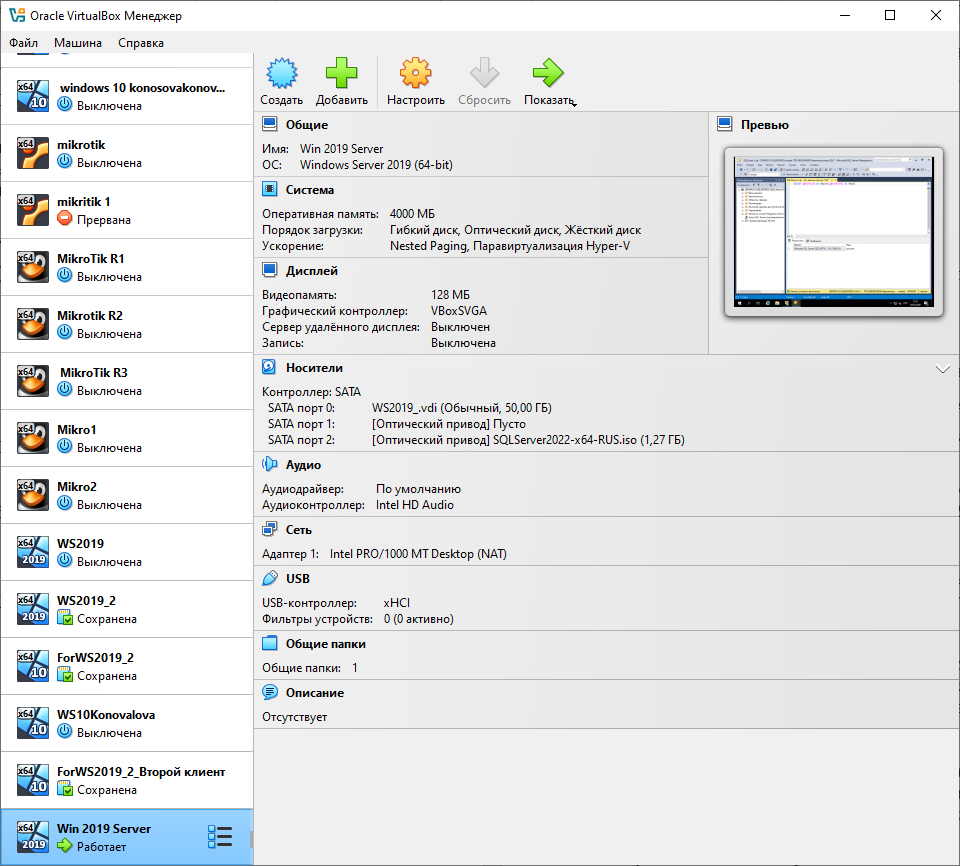 Oracle VirtualBox Менеджер
Файл Машина Справка
windows 10 konosovakonov...
Выключена
mikrotik
Выключена
mikritik 1
Прервана
MikroTik R1
Выключена
Mikrotik R2
Выключена
MikroTik R3
Выключена
Mikro1
Выключена
Mikro2
Выключена
WS2019
Выключена
WS2019_2
Сохранена
ForWS2019_2
Сохранена
WS10Konovalova
Выключена
ForWS2019_2_Второй клиент
Сохранена
Win 2019 Server
Работает
Создать Добавить Настроить Сбросить Показать
Общие
Имя: Win 2019 Server
ОС: Windows Server 2019 (64-bit)
Система
Оперативная память: 4000 МБ
Порядок загрузки: Гибкий диск, Оптический диск, Жёсткий диск
Ускорение: Nested Paging, Паравиртуализация Hyper-V
Дисплей
Видеопамять: 128 МБ
Графический контроллер: VBoxSVGA
Сервер удалённого дисплея: Выключен
Запись: Выключена
Превью
Носители
Контроллер: SATA
SATA порт 0: WS2019_.vdi (Обычный, 50,00 ГБ)
SATA порт 1: [Оптический привод] Пусто
SATA порт 2: [Оптический привод] SQLServer2022-x64-RUS.iso (1,27 ГБ)
Аудио
Аудиодрайвер: По умолчанию
Аудиоконтроллер: Intel HD Audio
Сеть
Адаптер 1: Intel PRO/1000 MT Desktop (NAT)
USB
USB-контроллер: xHCI
Фильтры устройств: 0 (0 активно)
Общие папки
Общие папки: 1
Описание
Отсутствует